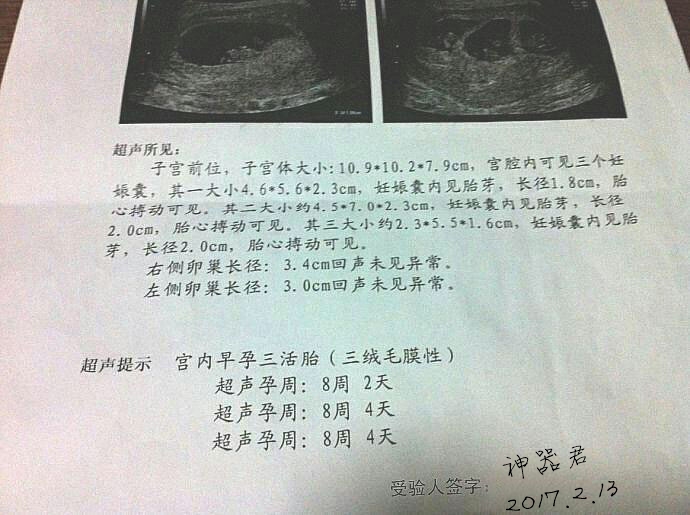 超声所见:
子宫前位，子宫体大小:10.9*10.2*7.9cm，宫腔内可见三个妊
娠囊，其一大小4.6*5.6*2.3cm，妊娠囊内见胎芽，长径1.8cm，胎
心搏动可见。其二大小约4.5*7.0*2.3cm，妊娠囊内见胎芽，长径
2.0cm，胎心搏动可见。其三大小约2.3*5.5*1.6cm，妊娠囊内见胎
芽，长径2.0cm，胎心搏动可见。
右侧卵巢长径: 3.4cm回声未见异常。
左侧卵巢长径: 3.0cm回声未见异常。
超声提示 宫内早孕三活胎（三绒毛膜性）
超声孕周: 8周 2天
超声孕周: 8周 4天
超声孕周: 8周 4天
受验人签字: 神器君
2017.2.13